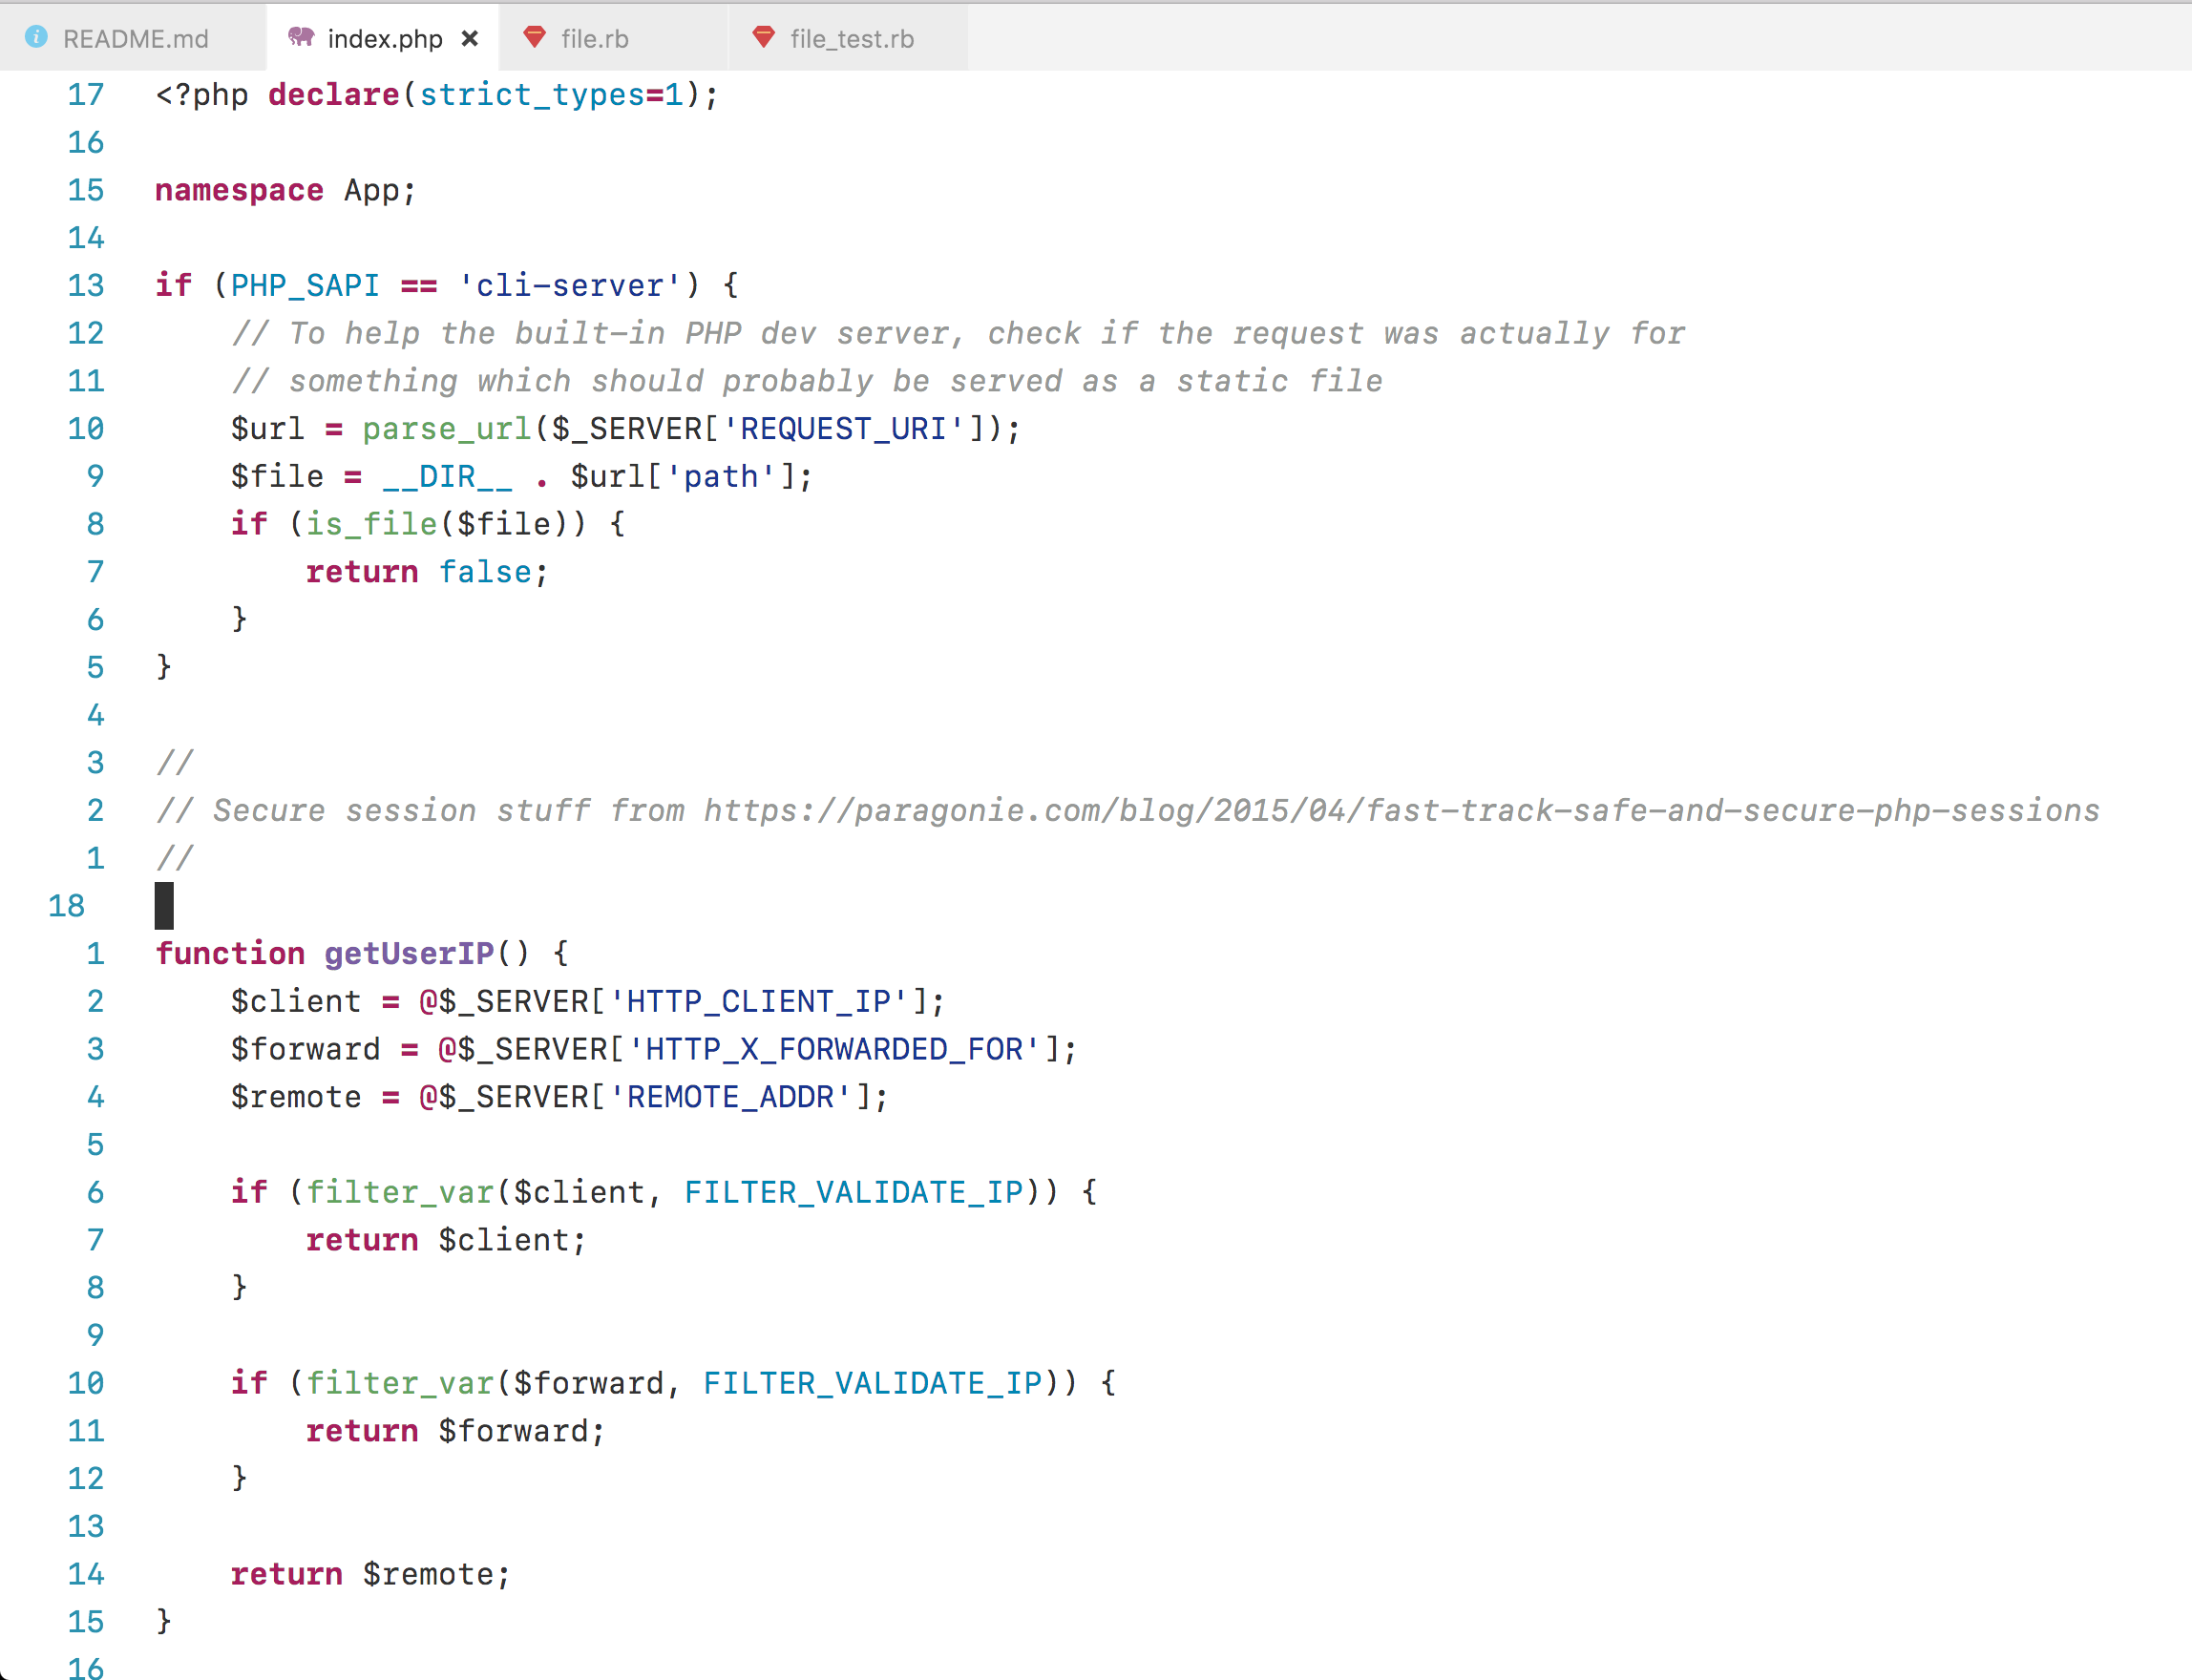 README.md index.php × file.rb file_test.rb
17 <?php declare(strict_types=1);
16
15 namespace App;
14
13 if (PHP_SAPI == 'cli-server') {
12     // To help the built-in PHP dev server, check if the request was actually for
11     // something which should probably be served as a static file
10     $url = parse_url($_SERVER['REQUEST_URI']);
9     $file = __DIR__ . $url['path'];
8     if (is_file($file)) {
7         return false;
6     }
5 }
4
3 //
2 // Secure session stuff from https://paragonie.com/blog/2015/04/fast-track-safe-and-secure-php-sessions
1 //
18
1 function getUserIP() {
2     $client = @$_SERVER['HTTP_CLIENT_IP'];
3     $forward = @$_SERVER['HTTP_X_FORWARDED_FOR'];
4     $remote = @$_SERVER['REMOTE_ADDR'];
5
6     if (filter_var($client, FILTER_VALIDATE_IP)) {
7         return $client;
8     }
9
10     if (filter_var($forward, FILTER_VALIDATE_IP)) {
11         return $forward;
12     }
13
14     return $remote;
15 }
16